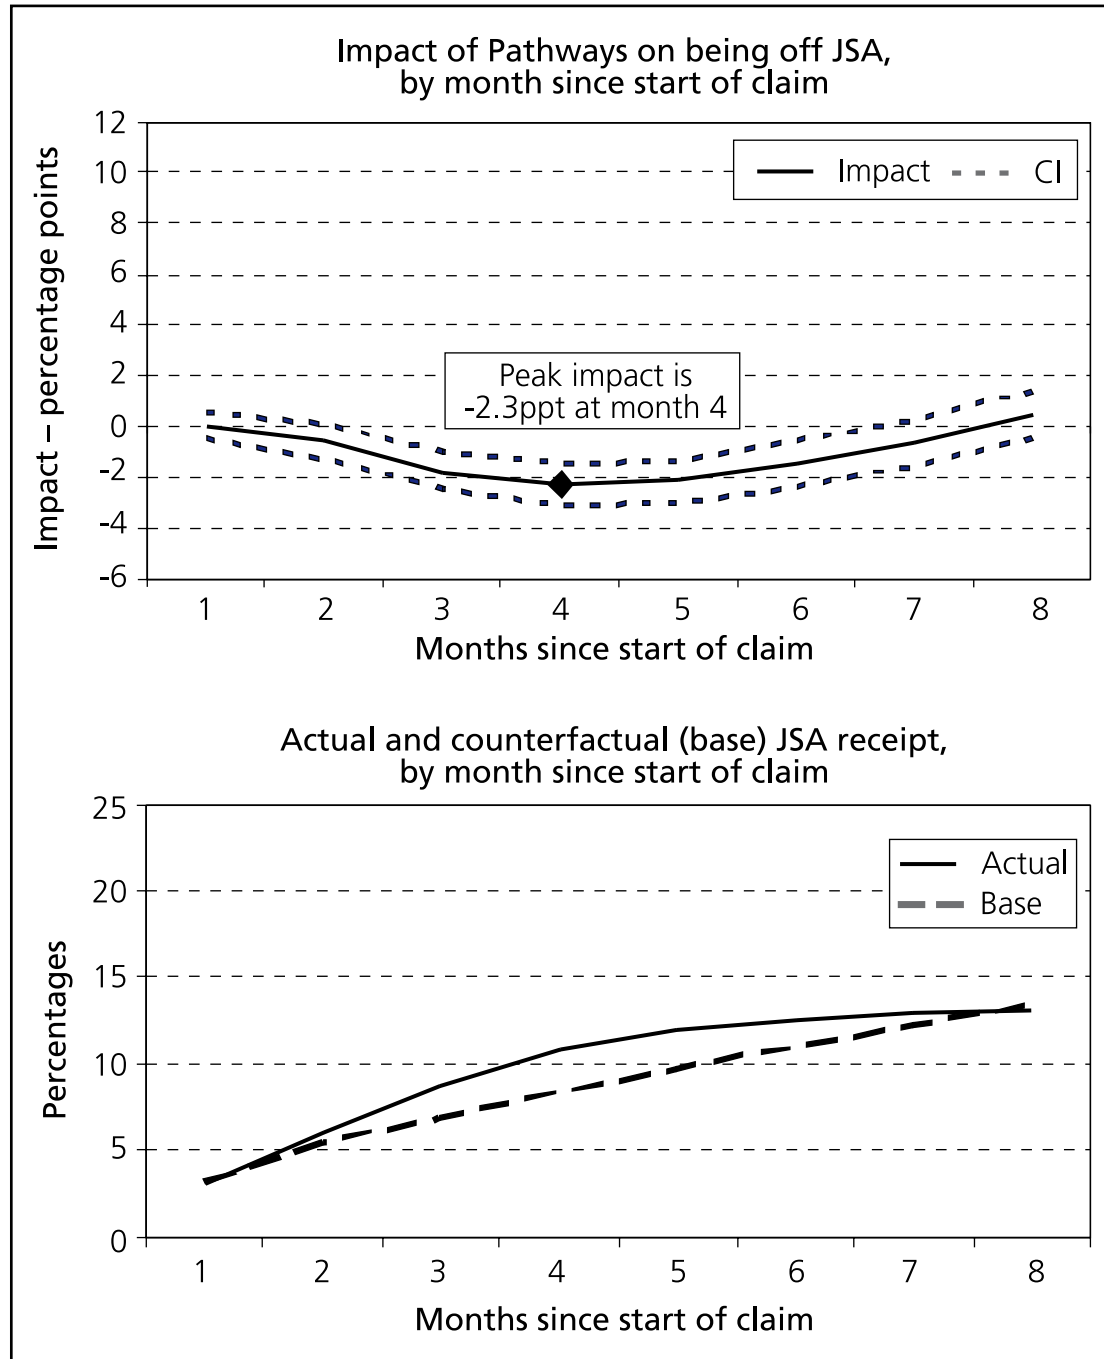 Impact of Pathways on being off JSA,
by month since start of claim
12
10
8
6
4
2
0
-2
-4
-6
Impact – percentage points
Impact
CI
Peak impact is
-2.3ppt at month 4
1 2 3 4 5 6 7 8
Months since start of claim
Actual and counterfactual (base) JSA receipt,
by month since start of claim
25
20
15
10
5
0
Percentages
Actual
Base
1 2 3 4 5 6 7 8
Months since start of claim